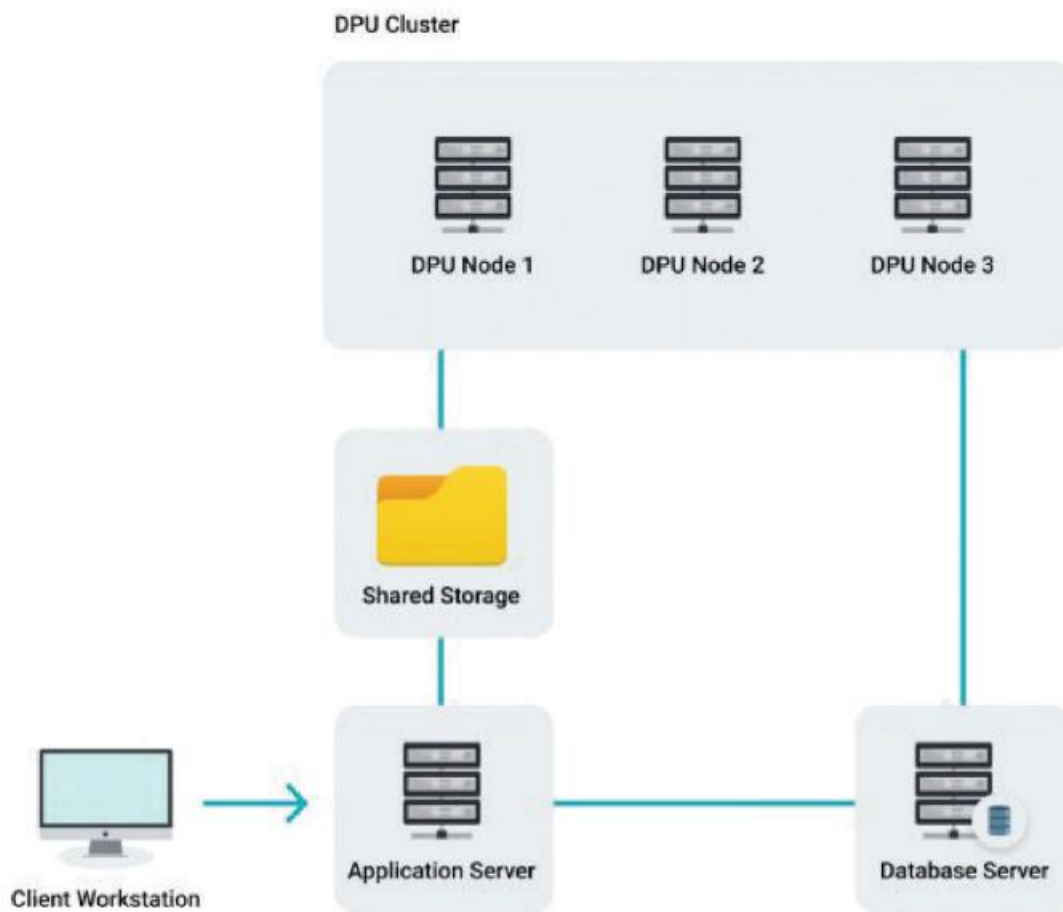 DPU Cluster
DPU Node 1
DPU Node 2
DPU Node 3
Shared Storage
Client Workstation
Application Server
Database Server